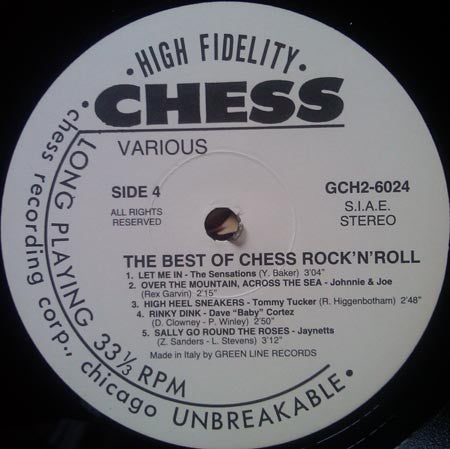 • HIGH FIDELITY •
CHESS
VARIOUS
SIDE 4
GCH2-6024
ALL RIGHTS
RESERVED
S.I.A.E.
STEREO
THE BEST OF CHESS ROCK'N'ROLL
1. LET ME IN - The Sensations (Y. Baker) 3'04"
2. OVER THE MOUNTAIN, ACROSS THE SEA - Johnnie & Joe
(Rex Garvin) 2'15"
3. HIGH HEEL SNEAKERS - Tommy Tucker (R. Higgenbotham) 2'48"
4. RINKY DINK - Dave "Baby" Cortez
(D. Clowney - P. Winley) 2'50"
5. SALLY GO ROUND THE ROSES - Jaynetts
(Z. Sanders - L. Stevens) 3'12"
Made in Italy by GREEN LINE RECORDS
LONG PLAYING 33 1/3 RPM
• chess recording corp., chicago UNBREAKABLE •